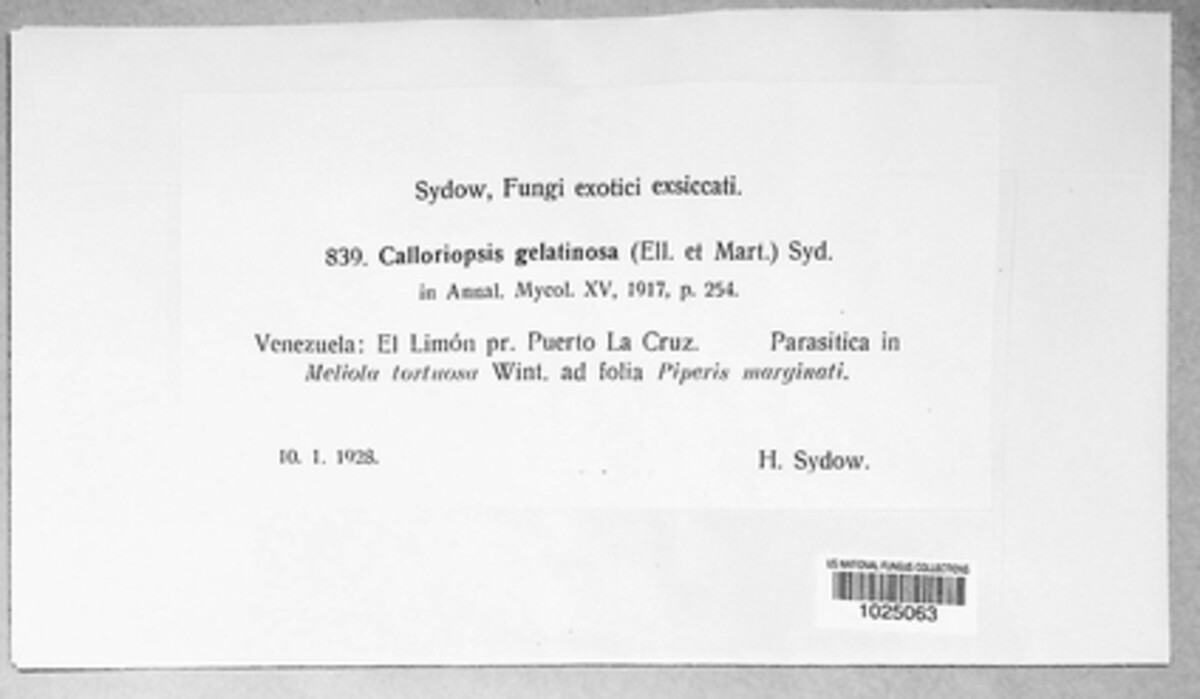 Sydow, Fungi exotici exsiccati.
839. Calloriopsis gelatinosa (Ell. et Mart.) Syd.
in Annal. Mycol. XV, 1917, p. 254.
Venezuela: El Limón pr. Puerto La Cruz. Parasitica in
Meliola tortuosa Wint. ad folia Piperis marginati.
10. 1. 1928. H. Sydow.
US NATIONAL FUNGUS COLLECTIONS
1025063